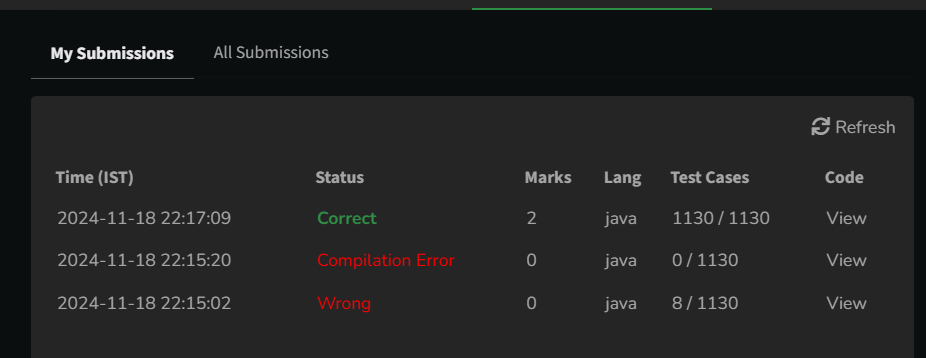 My Submissions All Submissions
Refresh
Time (IST) Status Marks Lang Test Cases Code
2024-11-18 22:17:09 Correct 2 java 1130 / 1130 View
2024-11-18 22:15:20 Compilation Error 0 java 0 / 1130 View
2024-11-18 22:15:02 Wrong 0 java 8 / 1130 View